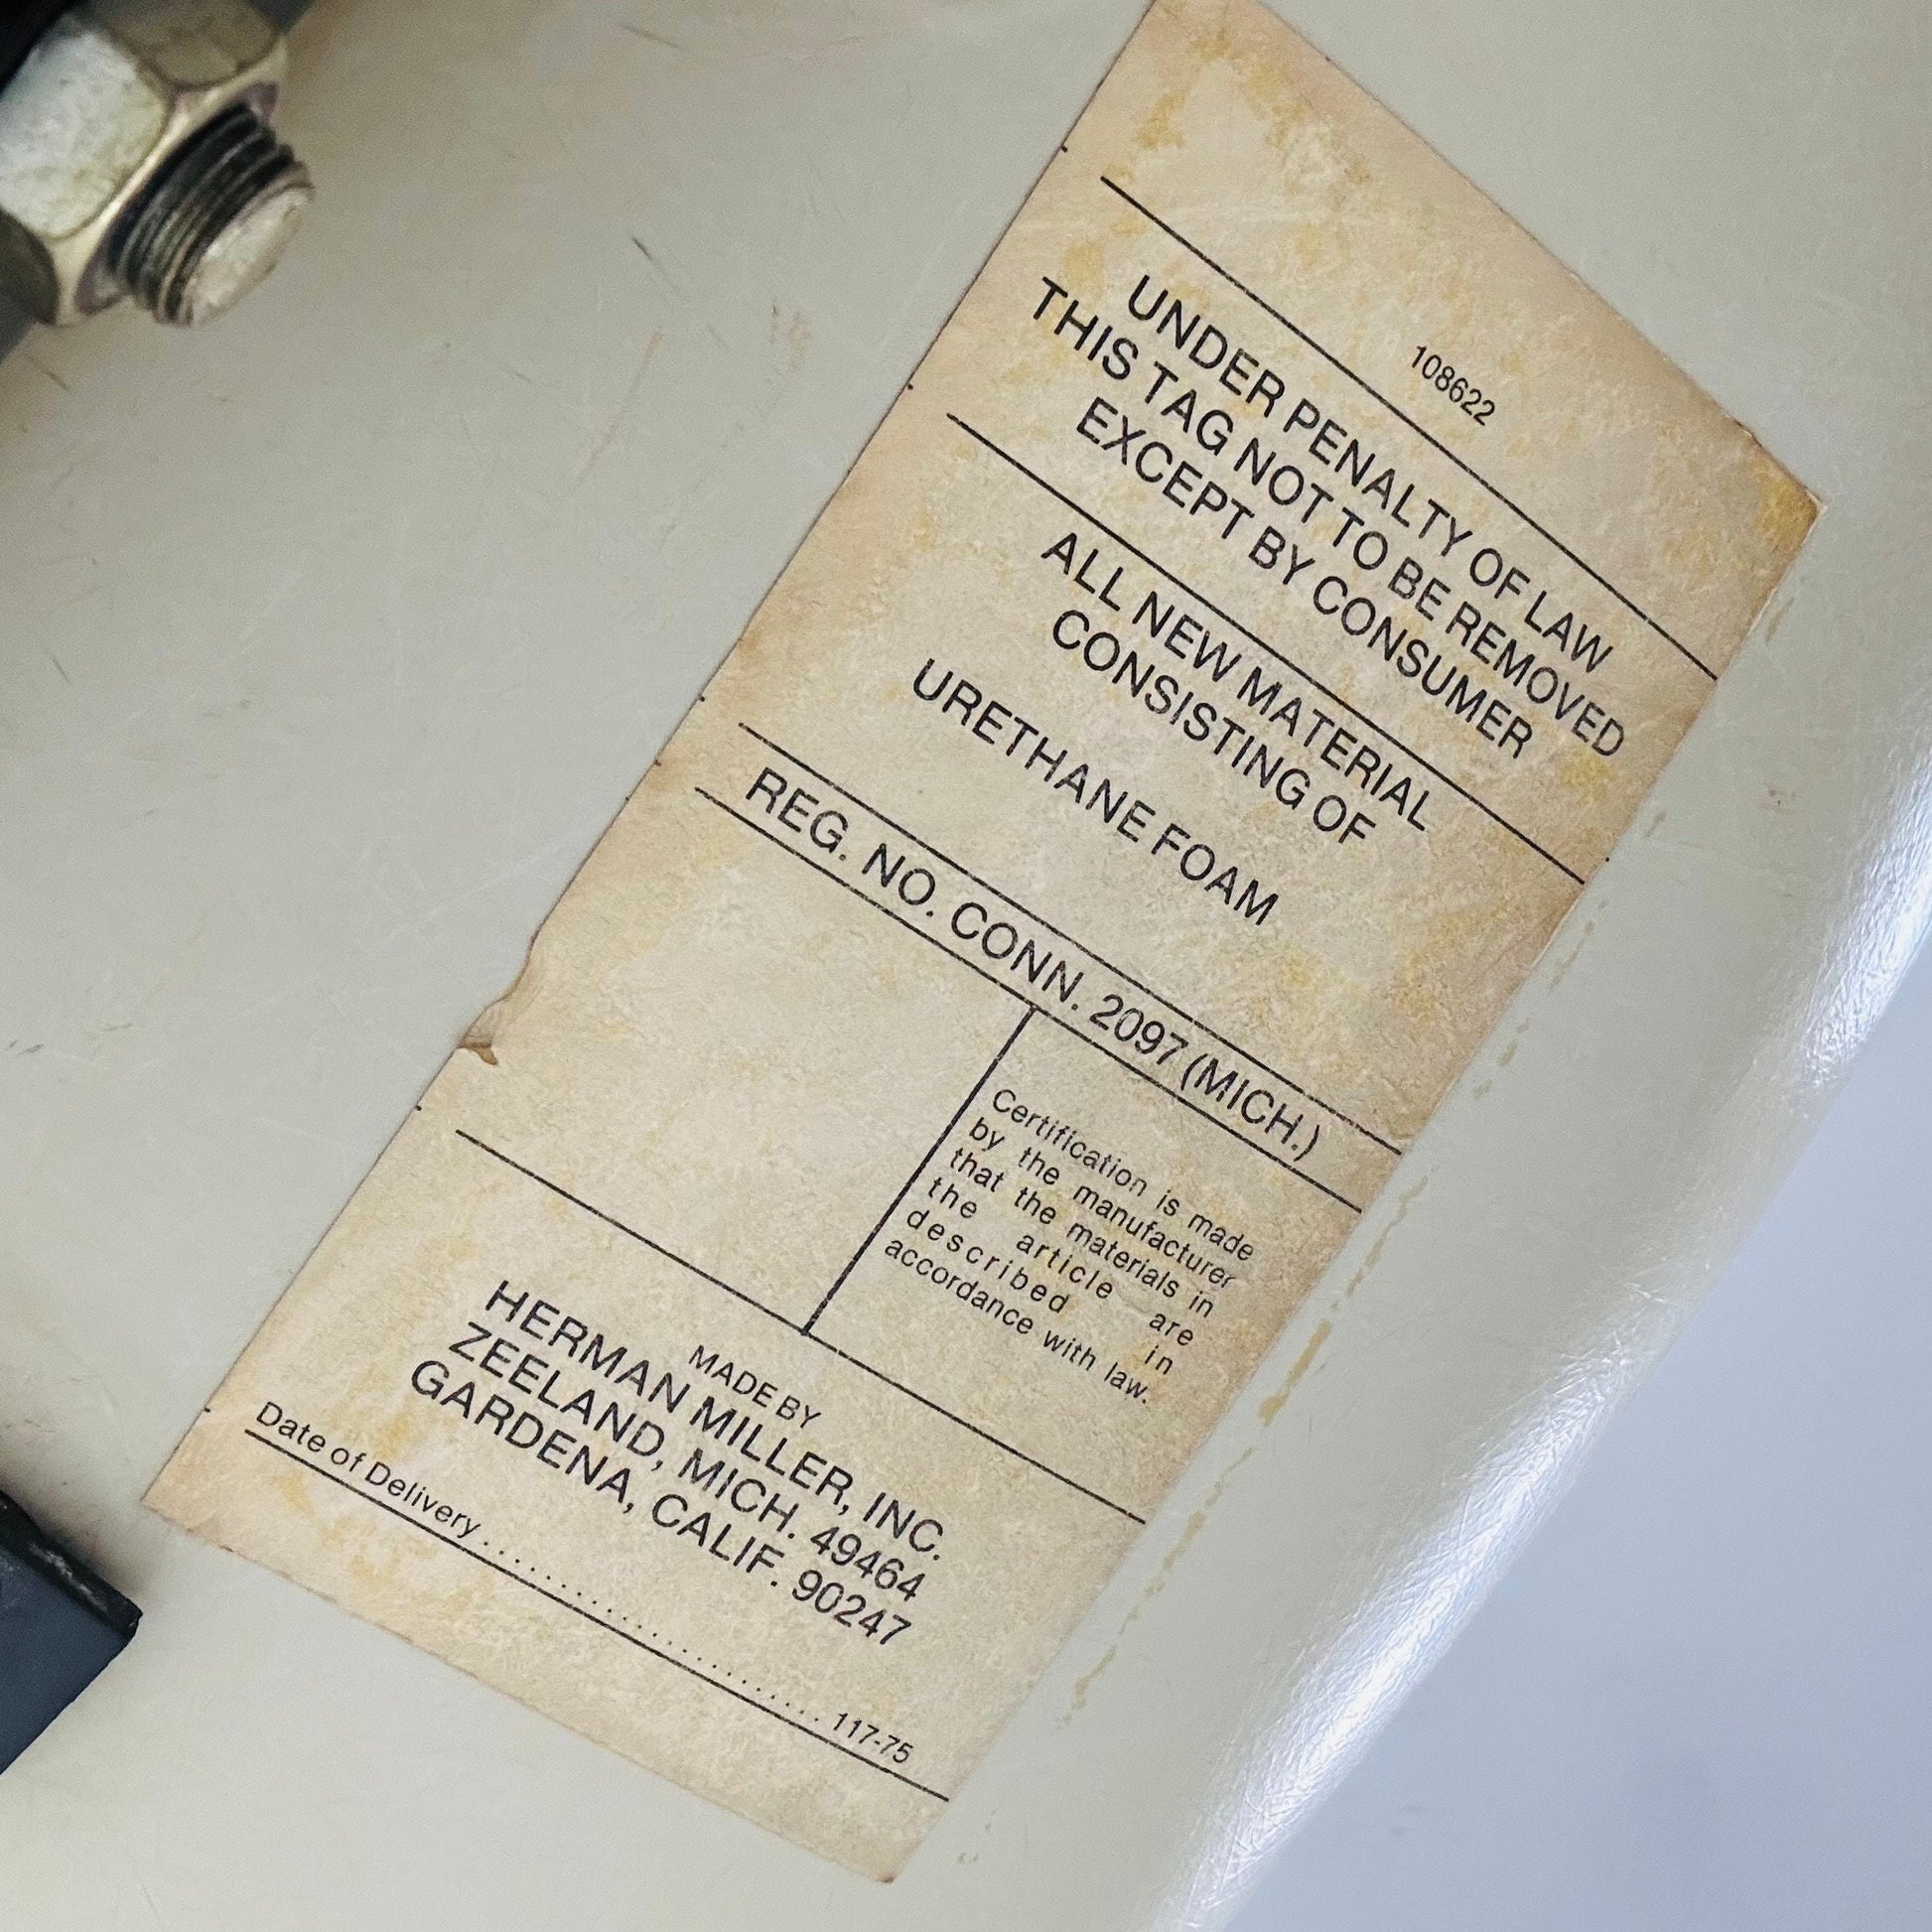 108622
UNDER PENALTY OF LAW
THIS TAG NOT TO BE REMOVED
EXCEPT BY CONSUMER
ALL NEW MATERIAL
CONSISTING OF
URETHANE FOAM
REG. NO. CONN. 2097 (MICH.)
Certification is made
by the manufacturer
that the materials in
the article are
described in
accordance with law.
MADE BY
HERMAN MILLER, INC.
ZEELAND, MICH. 49464
GARDENA, CALIF. 90247
Date of Delivery.............................117-75